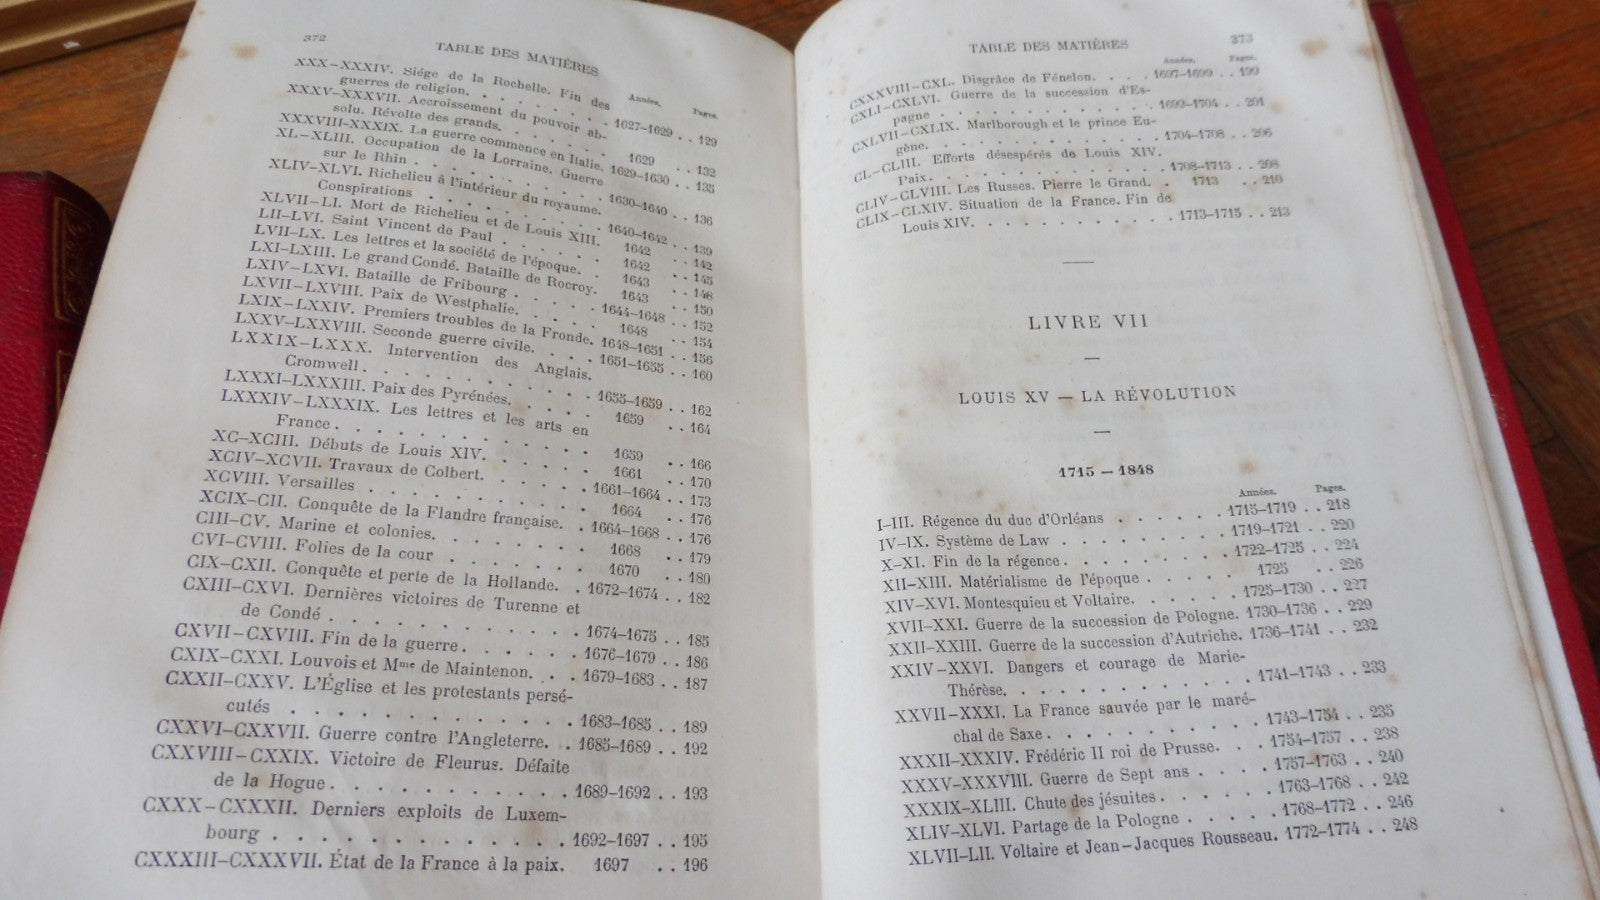 372
TABLE DES MATIÈRES
Années. Pages.
XXX–XXXIV. Siége de la Rochelle. Fin des
guerres de religion. . . . . . . . 1627–1629 . . 129
XXXV–XXXVII. Accroissement du pouvoir ab-
solu. Révolte des grands. . . . . . 1629 . . 132
XXXVIII–XXXIX. La guerre commence en Italie. 1629–1630 . . 135
XL–XLIII. Occupation de la Lorraine. Guerre
sur le Rhin . . . . . . . . . 1630–1640 . . 136
XLIV–XLVI. Richelieu à l'intérieur du royaume.
Conspirations . . . . . . . . . 1640–1642 . . 139
XLVII–LI. Mort de Richelieu et de Louis XIII. 1642 . . 142
LII–LVI. Saint Vincent de Paul . . . . . 1642 . . 145
LVII–LX. Les lettres et la société de l'époque. . 1643 . . 148
LXI–LXIII. Le grand Condé. Bataille de Rocroy. 1643 . . 150
LXIV–LXVI. Bataille de Fribourg . . . . 1644–1648 . . 152
LXVII–LXVIII. Paix de Westphalie. . . . . 1648 . . 154
LXIX–LXXIV. Premiers troubles de la Fronde. 1648–1651 . . 156
LXXV–LXXVIII. Seconde guerre civile. . . . 1651–1655 . . 160
LXXIX–LXXX. Intervention des Anglais.
Cromwell. . . . . . . . . . . 1655–1659 . . 162
LXXXI–LXXXIII. Paix des Pyrénées. . . . . 1659 . . 164
LXXXIV–LXXXIX. Les lettres et les arts en
France . . . . . . . . . . . 1659 . . 166
XC–XCIII. Débuts de Louis XIV. . . . . . 1661 . . 170
XCIV–XCVII. Travaux de Colbert. . . . . 1661–1664 . . 173
XCVIII. Versailles . . . . . . . . . 1664 . . 176
XCIX–CII. Conquête de la Flandre française. . 1664–1668 . . 176
CIII–CV. Marine et colonies. . . . . . . 1668 . . 179
CVI–CVIII. Folies de la cour . . . . . . 1670 . . 180
CIX–CXII. Conquête et perte de la Hollande. . 1672–1674 . . 182
CXIII–CXVI. Dernières victoires de Turenne et
de Condé . . . . . . . . . . . 1674–1675 . . 185
CXVII–CXVIII. Fin de la guerre. . . . . . 1676–1679 . . 186
CXIX–CXXI. Louvois et Mme de Maintenon. . . 1679–1683 . . 187
CXXII–CXXV. L'Église et les protestants persé-
cutés . . . . . . . . . . . . 1683–1685 . . 189
CXXVI–CXXVII. Guerre contre l'Angleterre. . . 1685–1689 . . 192
CXXVIII–CXXIX. Victoire de Fleurus. Défaite
de la Hogue . . . . . . . . . . 1689–1692 . . 193
CXXX–CXXXII. Derniers exploits de Luxem-
bourg . . . . . . . . . . . . 1692–1697 . . 195
CXXXIII–CXXXVII. État de la France à la paix. 1697 . . 196
TABLE DES MATIÈRES
373
Années. Pages.
CXXXVIII–CXL. Disgrâce de Fénelon. . . . 1697–1699 . . 199
CXLI–CXLVI. Guerre de la succession d'Es-
pagne . . . . . . . . . . . . 1699–1704 . . 201
CXLVII–CXLIX. Marlborough et le prince Eu-
gène. . . . . . . . . . . . . 1704–1708 . . 206
CL–CLIII. Efforts désespérés de Louis XIV.
Paix. . . . . . . . . . . . . 1708–1713 . . 208
CLIV–CLVIII. Les Russes. Pierre le Grand. . 1713 . . 210
CLIX–CLXIV. Situation de la France. Fin de
Louis XIV. . . . . . . . . . . 1713–1715 . . 213
LIVRE VII
LOUIS XV — LA RÉVOLUTION
1715 – 1848
Années. Pages.
I–III. Régence du duc d'Orléans . . . . . . 1715–1719 . . 218
IV–IX. Système de Law . . . . . . . . 1719–1721 . . 220
X–XI. Fin de la régence. . . . . . . . . 1722–1725 . . 224
XII–XIII. Matérialisme de l'époque . . . . . 1725 . . 226
XIV–XVI. Montesquieu et Voltaire. . . . . . 1725–1730 . . 227
XVII–XXI. Guerre de la succession de Pologne. 1730–1736 . . 229
XXII–XXIII. Guerre de la succession d'Autriche. 1736–1741 . . 232
XXIV–XXVI. Dangers et courage de Marie-
Thérèse. . . . . . . . . . . . 1741–1743 . . 233
XXVII–XXXI. La France sauvée par le maré-
chal de Saxe . . . . . . . . . . 1743–1754 . . 235
XXXII–XXXIV. Frédéric II roi de Prusse. . . 1754–1757 . . 238
XXXV–XXXVIII. Guerre de Sept ans . . . . 1757–1763 . . 240
XXXIX–XLIII. Chute des jésuites . . . . . . 1763–1768 . . 242
XLIV–XLVI. Partage de la Pologne . . . . . 1768–1772 . . 246
XLVII–LII. Voltaire et Jean-Jacques Rousseau. 1772–1774 . . 248